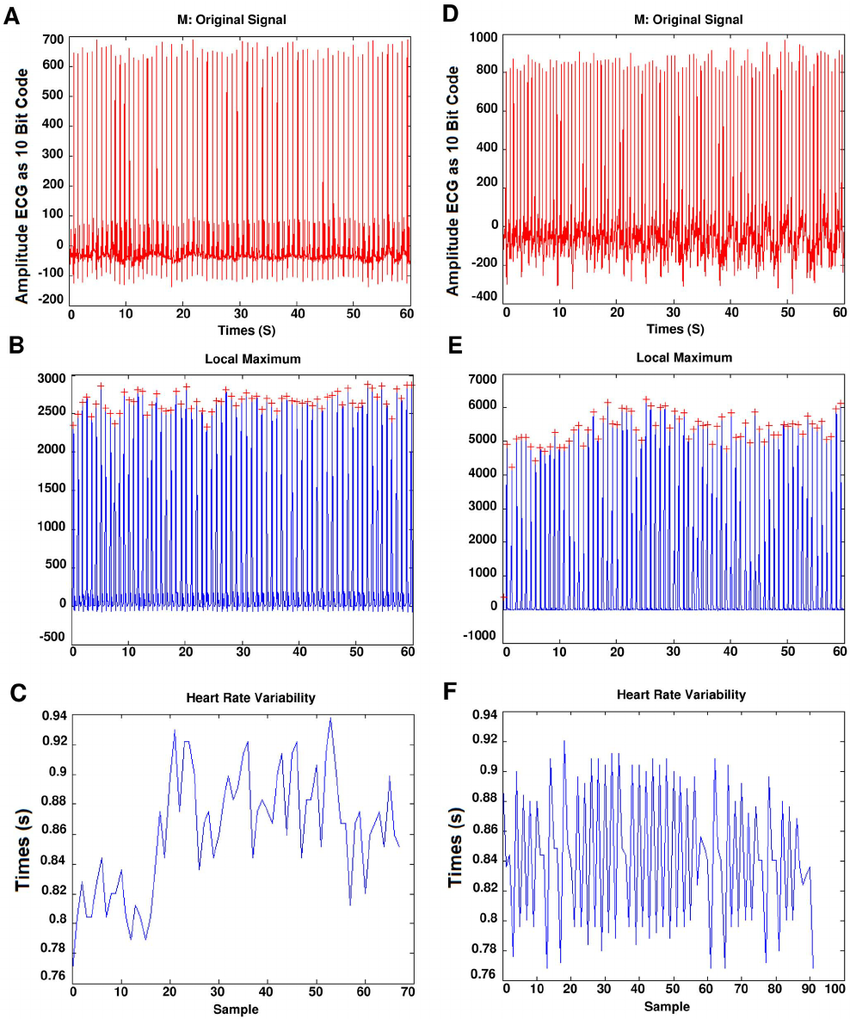 A
M: Original Signal
Amplitude ECG as 10 Bit Code
700
600
500
400
300
200
100
0
-100
-200
0 10 20 30 40 50 60
Times (S)
D
M: Original Signal
Amplitude ECG as 10 Bit Code
1000
800
600
400
200
0
-200
-400
0 10 20 30 40 50 60
Times (S)
B
Local Maximum
3000
2500
2000
1500
1000
500
0
-500
0 10 20 30 40 50 60
E
Local Maximum
7000
6000
5000
4000
3000
2000
1000
0
-1000
0 10 20 30 40 50 60
C
Heart Rate Variability
Times (s)
0.94
0.92
0.9
0.88
0.86
0.84
0.82
0.8
0.78
0.76
0 10 20 30 40 50 60 70
Sample
F
Heart Rate Variability
Times (s)
0.94
0.92
0.9
0.88
0.86
0.84
0.82
0.8
0.78
0.76
0 10 20 30 40 50 60 70 80 90 100
Sample